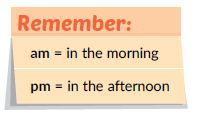 Remember:
am = in the morning
pm = in the afternoon